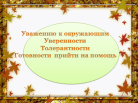 Уважению к окружающим
Уверенности
Толерантности
Готовности прийти на помощь